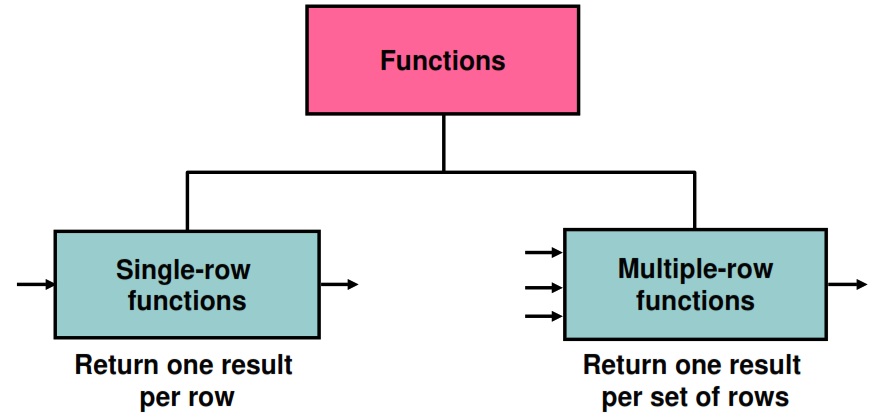 Functions
Single-row
functions
Return one result
per row
Multiple-row
functions
Return one result
per set of rows